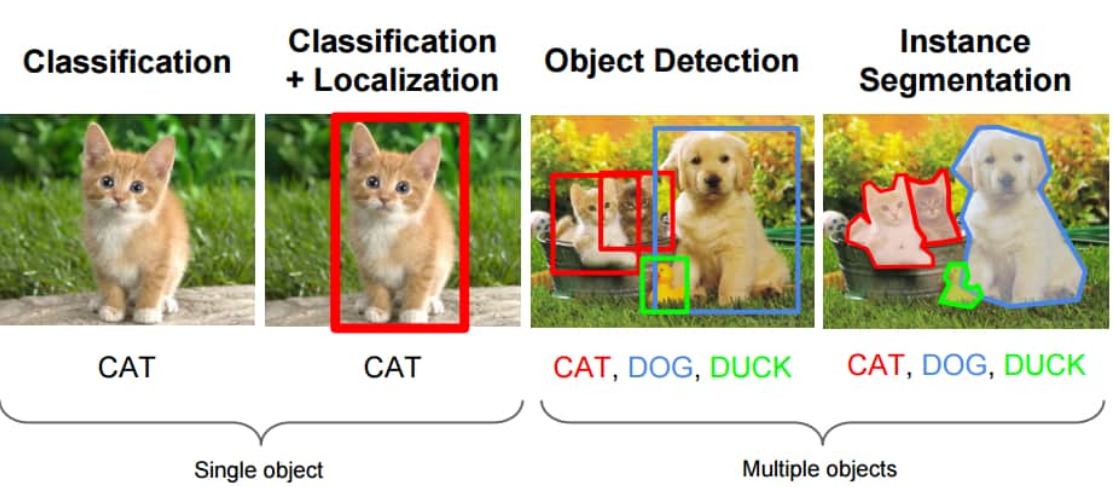 Classification
Classification
+ Localization
Object Detection
Instance
Segmentation
CAT
CAT
CAT, DOG, DUCK
CAT, DOG, DUCK
Single object
Multiple objects